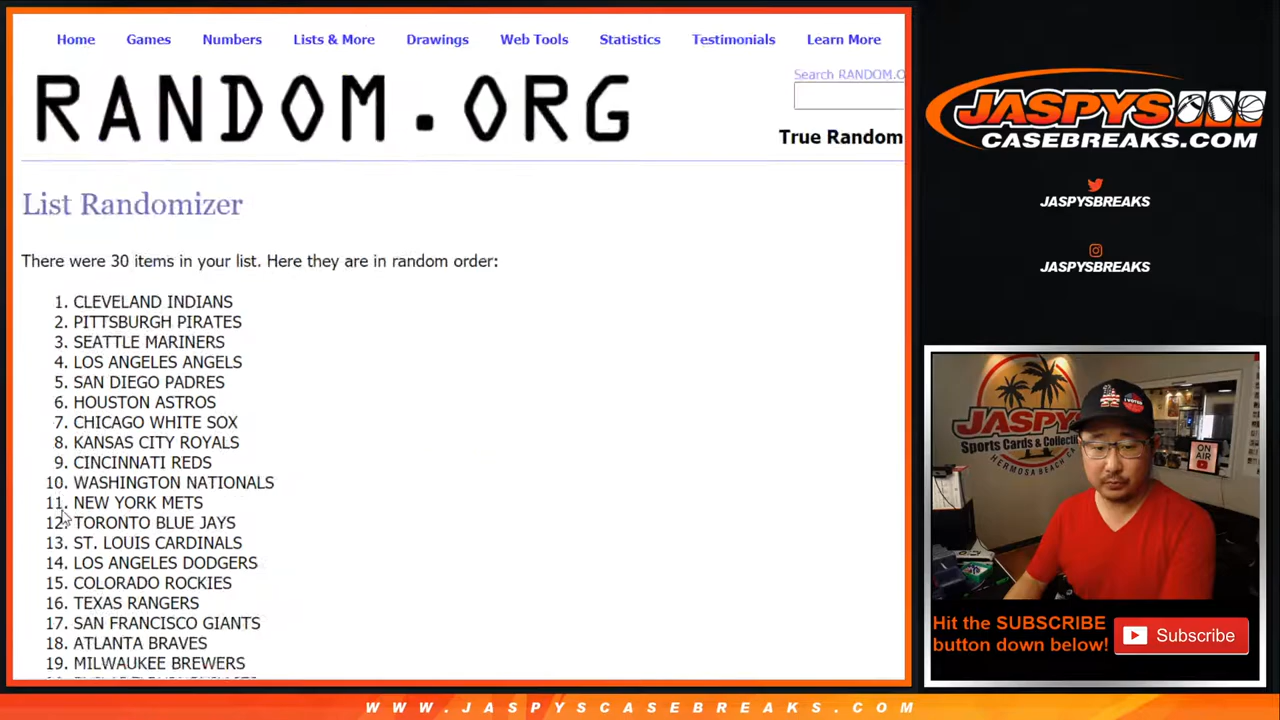 Home Games Numbers Lists & More Drawings Web Tools Statistics Testimonials Learn More
RANDOM.ORG
Search RANDOM.O
True Random
List Randomizer
There were 30 items in your list. Here they are in random order:
1. CLEVELAND INDIANS
2. PITTSBURGH PIRATES
3. SEATTLE MARINERS
4. LOS ANGELES ANGELS
5. SAN DIEGO PADRES
6. HOUSTON ASTROS
7. CHICAGO WHITE SOX
8. KANSAS CITY ROYALS
9. CINCINNATI REDS
10. WASHINGTON NATIONALS
11. NEW YORK METS
12. TORONTO BLUE JAYS
13. ST. LOUIS CARDINALS
14. LOS ANGELES DODGERS
15. COLORADO ROCKIES
16. TEXAS RANGERS
17. SAN FRANCISCO GIANTS
18. ATLANTA BRAVES
19. MILWAUKEE BREWERS
JASPYS
CASEBREAKS.COM
JASPYSBREAKS
JASPYSBREAKS
JASPYS
Sports Cards & Collectib
HERMOSA BEACH
I VOTED
ON AIR
Hit the SUBSCRIBE
button down below!
Subscribe
WWW.JASPYSCASEBREAKS.COM